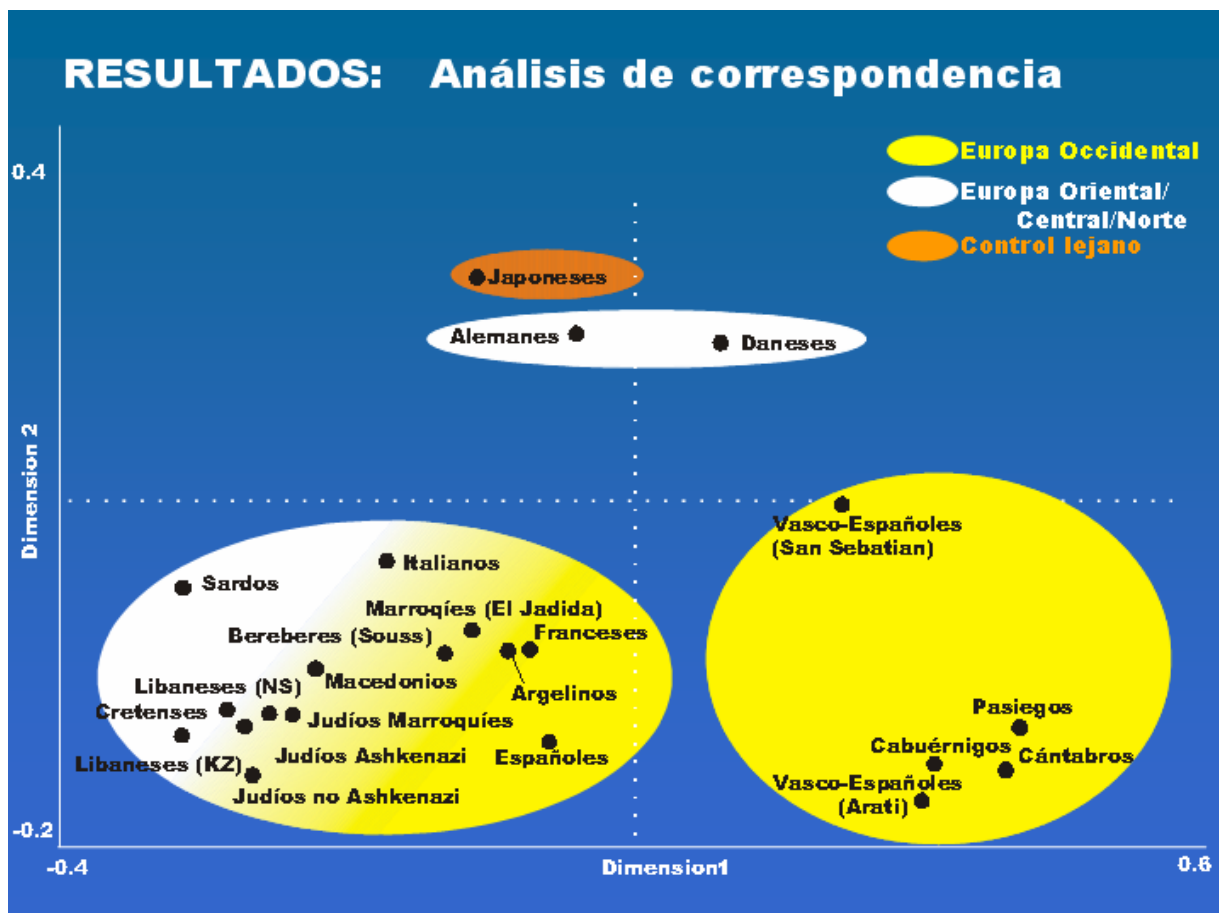 RESULTADOS: Análisis de correspondencia
0.4
Europa Occidental
Europa Oriental/
Central/Norte
Control lejano
Japoneses
Alemanes
Daneses
Dimension 2
Vasco-Españoles
(San Sebatian)
Italianos
Sardos
Marroqíes (El Jadida)
Bereberes (Souss)
Franceses
Macedonios
Argelinos
Libaneses (NS)
Cretenses
Judíos Marroquíes
Pasiegos
Cabuérnigos
Cántabros
Libaneses (KZ)
Judíos Ashkenazi
Españoles
Vasco-Españoles
(Arati)
Judíos no Ashkenazi
-0.2
-0.4
Dimension1
0.6